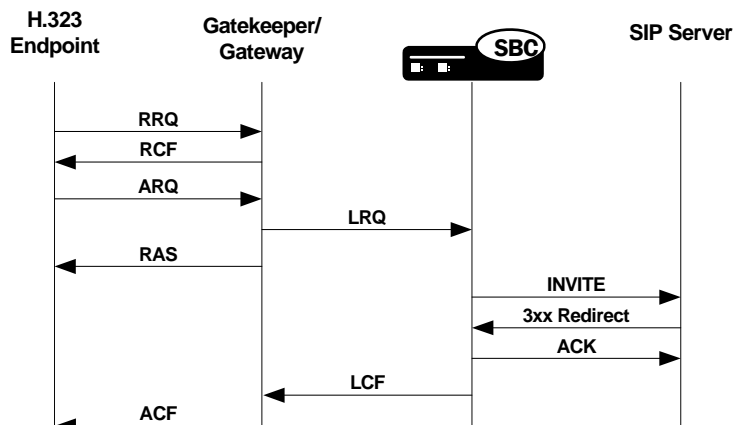 H.323
Endpoint
Gatekeeper/
Gateway
SBC
SIP Server
RRQ
RCF
ARQ
LRQ
RAS
INVITE
3xx Redirect
ACK
LCF
ACF